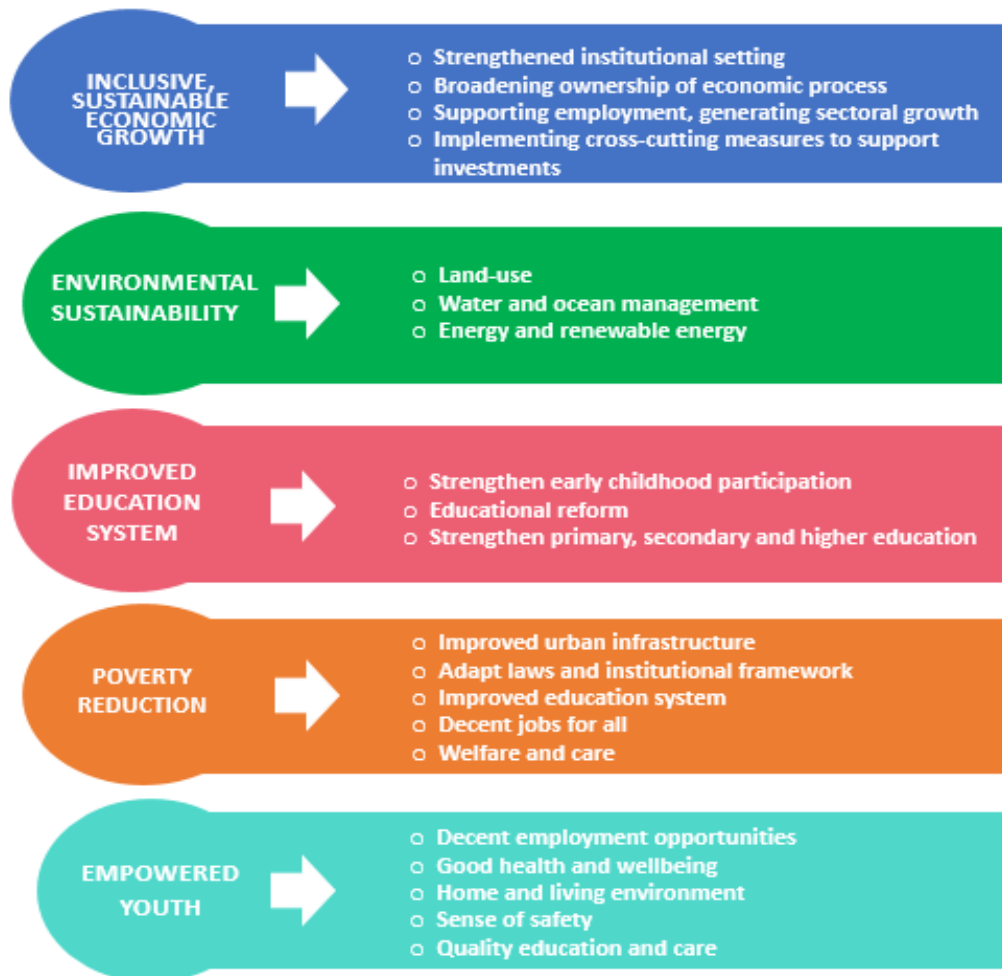 INCLUSIVE,
SUSTAINABLE
ECONOMIC
GROWTH
○ Strengthened institutional setting
○ Broadening ownership of economic process
○ Supporting employment, generating sectoral growth
○ Implementing cross-cutting measures to support
investments
ENVIRONMENTAL
SUSTAINABILITY
○ Land-use
○ Water and ocean management
○ Energy and renewable energy
IMPROVED
EDUCATION
SYSTEM
○ Strengthen early childhood participation
○ Educational reform
○ Strengthen primary, secondary and higher education
POVERTY
REDUCTION
○ Improved urban infrastructure
○ Adapt laws and institutional framework
○ Improved education system
○ Decent jobs for all
○ Welfare and care
EMPOWERED
YOUTH
○ Decent employment opportunities
○ Good health and wellbeing
○ Home and living environment
○ Sense of safety
○ Quality education and care